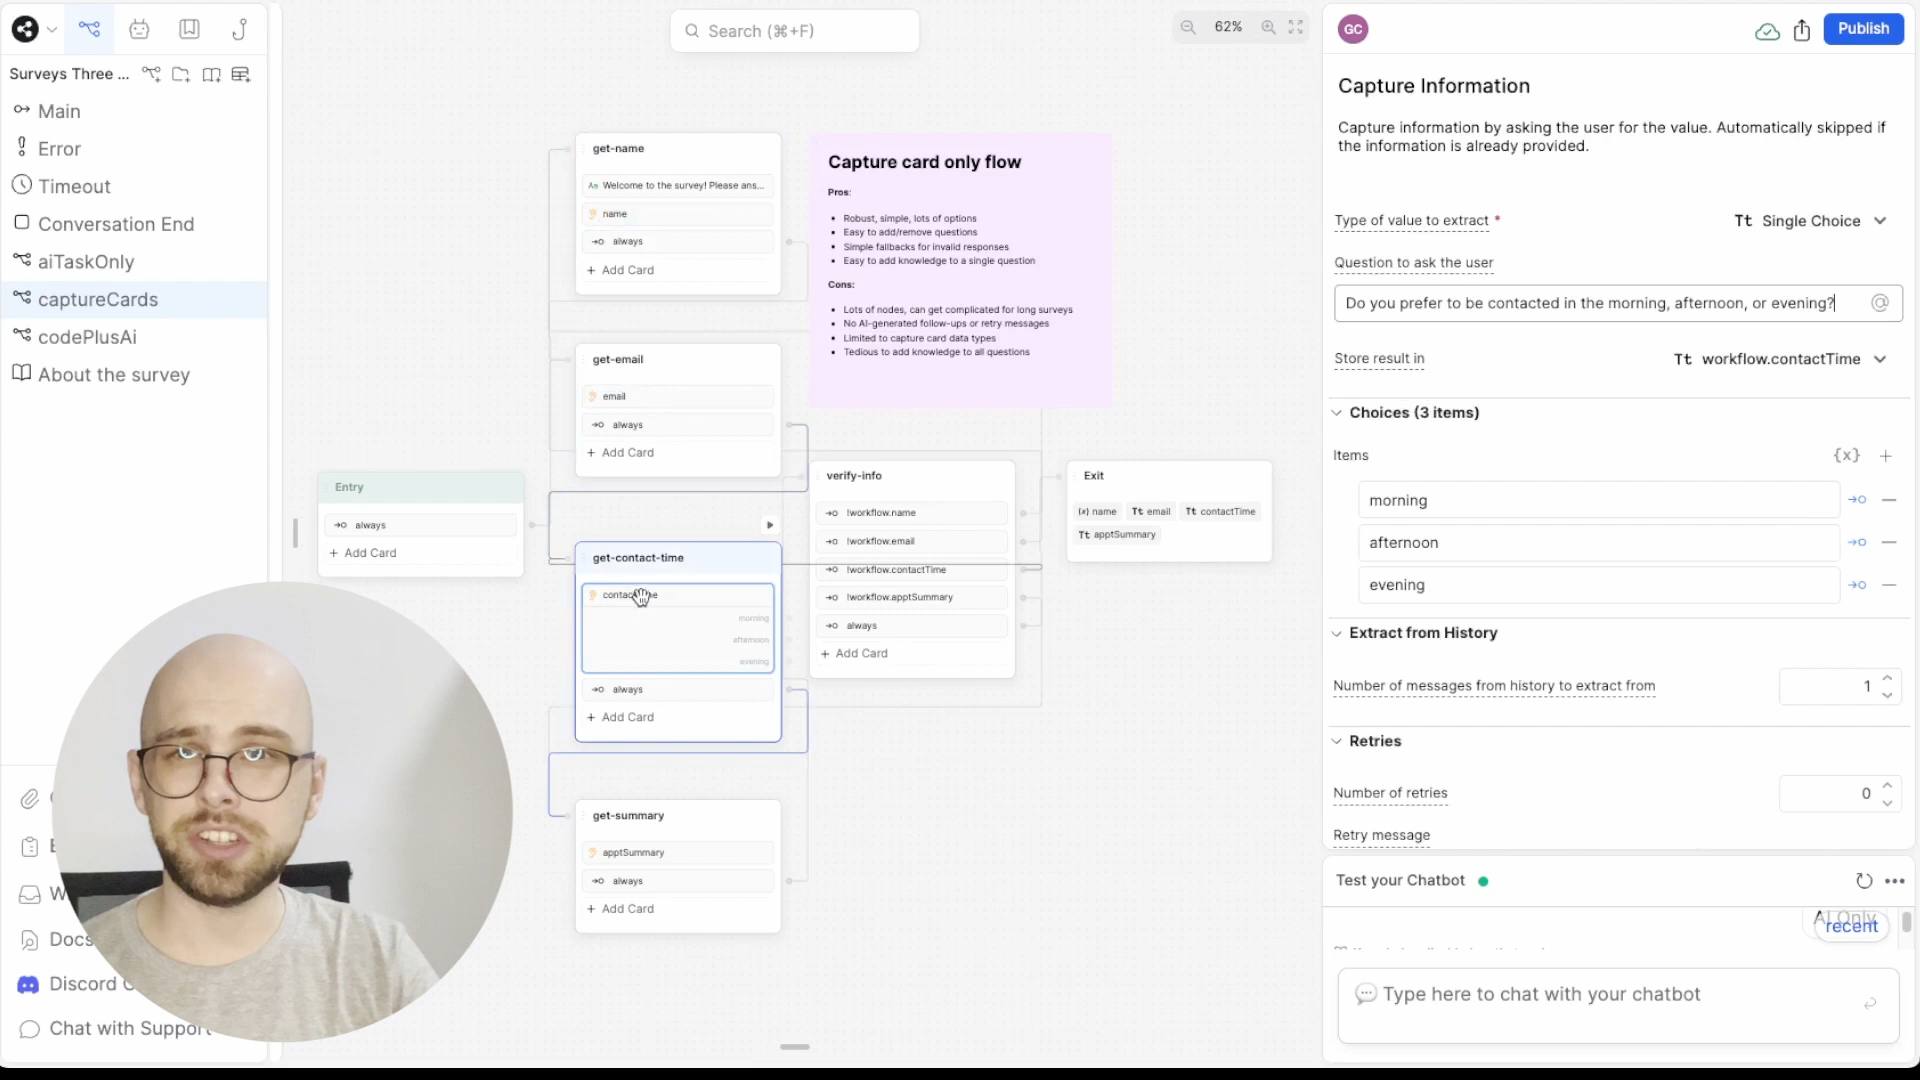 Search (⌘+F)
62%
GC
Publish
Surveys Three ...
Main
Error
Timeout
Conversation End
aiTaskOnly
captureCards
codePlusAi
About the survey
Docs
Discord
Chat with Support
Entry
always
+ Add Card
get-name
Aa Welcome to the survey! Please ans...
name
always
+ Add Card
get-email
email
always
+ Add Card
get-contact-time
morning
afternoon
evening
always
+ Add Card
get-summary
apptSummary
always
+ Add Card
Capture card only flow
Pros:
• Robust, simple, lots of options
• Easy to add/remove questions
• Simple fallbacks for invalid responses
• Easy to add knowledge to a single question
Cons:
• Lots of nodes, can get complicated for long surveys
• No AI-generated follow-ups or retry messages
• Limited to capture card data types
• Tedious to add knowledge to all questions
verify-info
!workflow.name
!workflow.email
!workflow.contactTime
!workflow.apptSummary
always
+ Add Card
Exit
{x} name Tt email Tt contactTime
Tt apptSummary
Capture Information
Capture information by asking the user for the value. Automatically skipped if
the information is already provided.
Type of value to extract * Tt Single Choice
Question to ask the user
Do you prefer to be contacted in the morning, afternoon, or evening? @
Store result in Tt workflow.contactTime
Choices (3 items)
Items {x} +
morning
afternoon
evening
Extract from History
Number of messages from history to extract from 1
Retries
Number of retries 0
Retry message
Test your Chatbot
AI Only
recent
Type here to chat with your chatbot